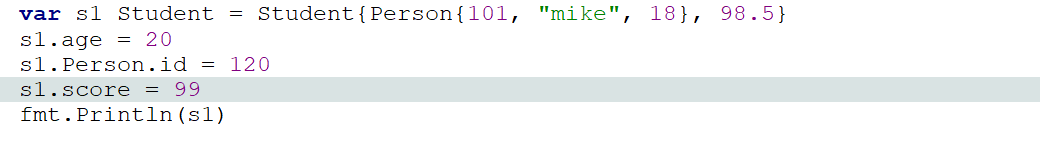 var s1 Student = Student{Person{101, "mike", 18}, 98.5}
s1.age = 20
s1.Person.id = 120
s1.score = 99
fmt.Println(s1)